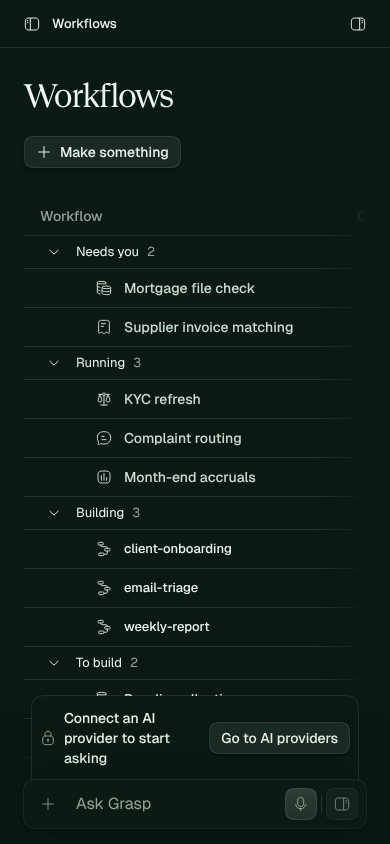 Workflows
Workflows
Make something
Workflow
Needs you 2
Mortgage file check
Supplier invoice matching
Running 3
KYC refresh
Complaint routing
Month-end accruals
Building 3
client-onboarding
email-triage
weekly-report
To build 2
Connect an AI
provider to start
asking
Go to AI providers
Ask Grasp